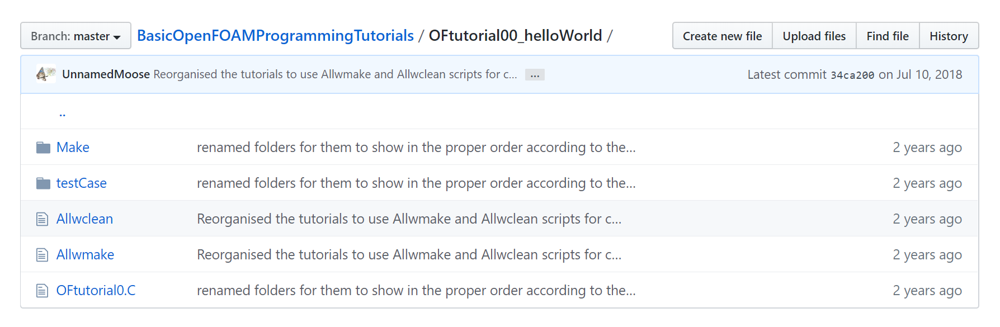 Branch: master BasicOpenFOAMProgrammingTutorials / OFtutorial00_helloWorld / Create new file Upload files Find file History
UnnamedMoose Reorganised the tutorials to use Allwmake and Allwclean scripts for c... ... Latest commit 34ca200 on Jul 10, 2018
..
Make renamed folders for them to show in the proper order according to the... 2 years ago
testCase renamed folders for them to show in the proper order according to the... 2 years ago
Allwclean Reorganised the tutorials to use Allwmake and Allwclean scripts for c... 2 years ago
Allwmake Reorganised the tutorials to use Allwmake and Allwclean scripts for c... 2 years ago
OFtutorial0.C renamed folders for them to show in the proper order according to the... 2 years ago